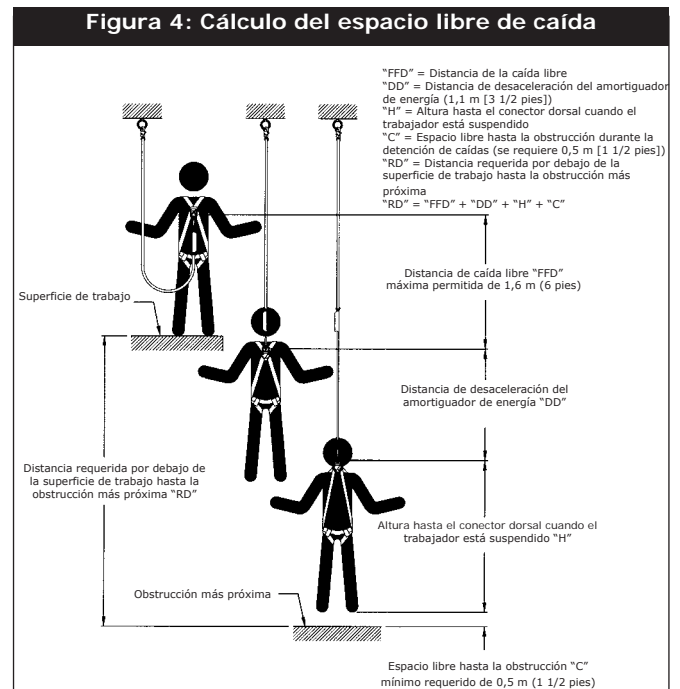 Figura 4: Cálculo del espacio libre de caída
“FFD” = Distancia de la caída libre
“DD” = Distancia de desaceleración del amortiguador
de energía (1,1 m [3 1/2 pies])
“H” = Altura hasta el conector dorsal cuando el
trabajador está suspendido
“C” = Espacio libre hasta la obstrucción durante la
detención de caídas (se requiere 0,5 m [1 1/2 pies])
“RD” = Distancia requerida por debajo de la
superficie de trabajo hasta la obstrucción más
próxima
“RD” = “FFD” + “DD” + “H” + “C”
Distancia de caída libre “FFD”
máxima permitida de 1,6 m (6 pies)
Superficie de trabajo
Distancia de desaceleración del
amortiguador de energía “DD”
Distancia requerida por debajo de
la superficie de trabajo hasta la
obstrucción más próxima “RD”
Altura hasta el conector dorsal cuando el
trabajador está suspendido “H”
Obstrucción más próxima
Espacio libre hasta la obstrucción “C”
mínimo requerido de 0,5 m (1 1/2 pies)